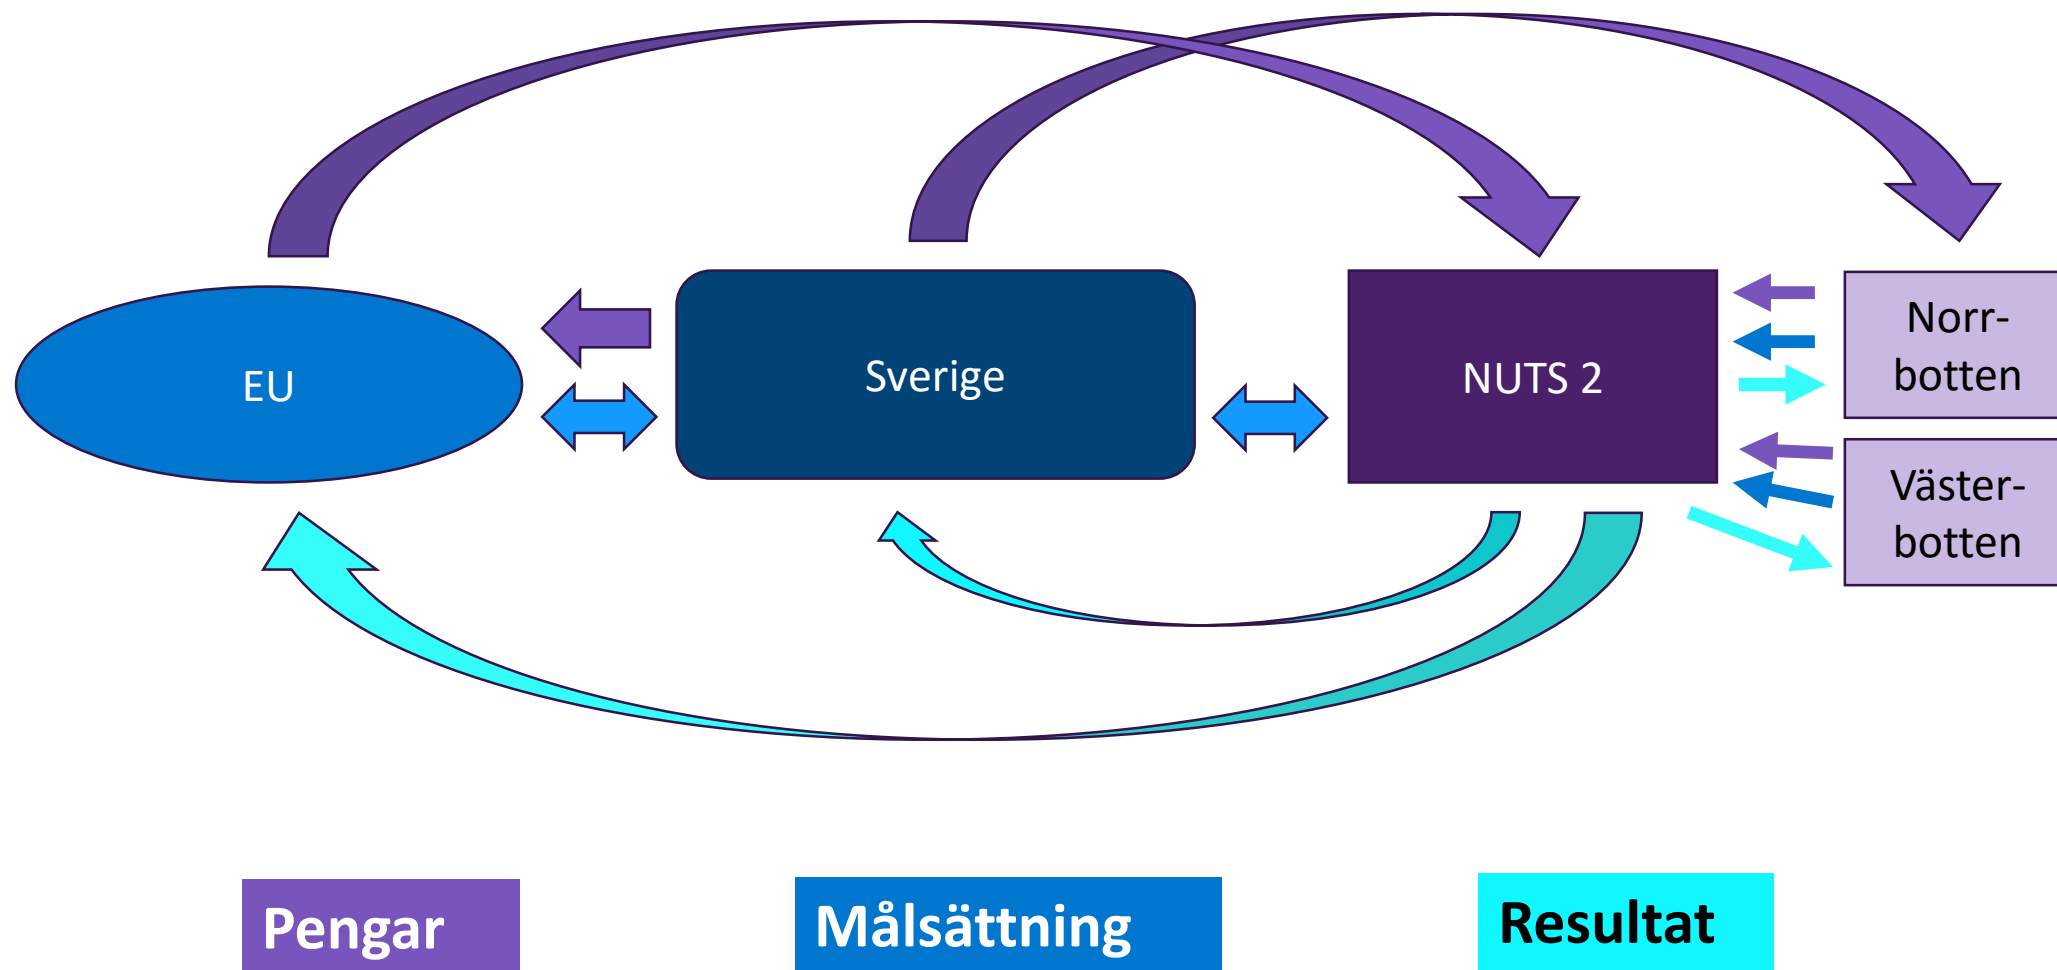 EU
Sverige
NUTS 2
Norr-
botten
Väster-
botten
Pengar
Målsättning
Resultat